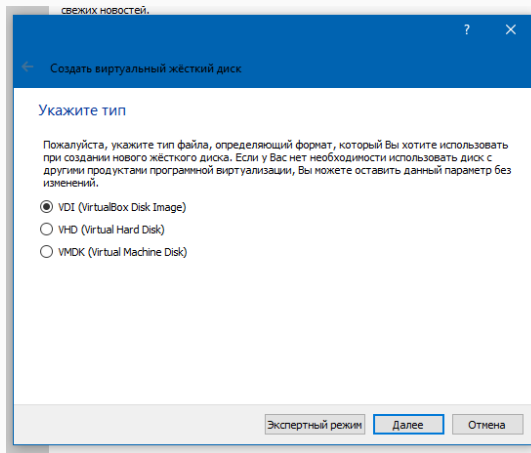 свежих новостей.
?
Создать виртуальный жёсткий диск
Укажите тип
Пожалуйста, укажите тип файла, определяющий формат, который Вы хотите использовать
при создании нового жёсткого диска. Если у Вас нет необходимости использовать диск с
другими продуктами программной виртуализации, Вы можете оставить данный параметр без
изменений.
VDI (VirtualBox Disk Image)
VHD (Virtual Hard Disk)
VMDK (Virtual Machine Disk)
Экспертный режим Далее Отмена